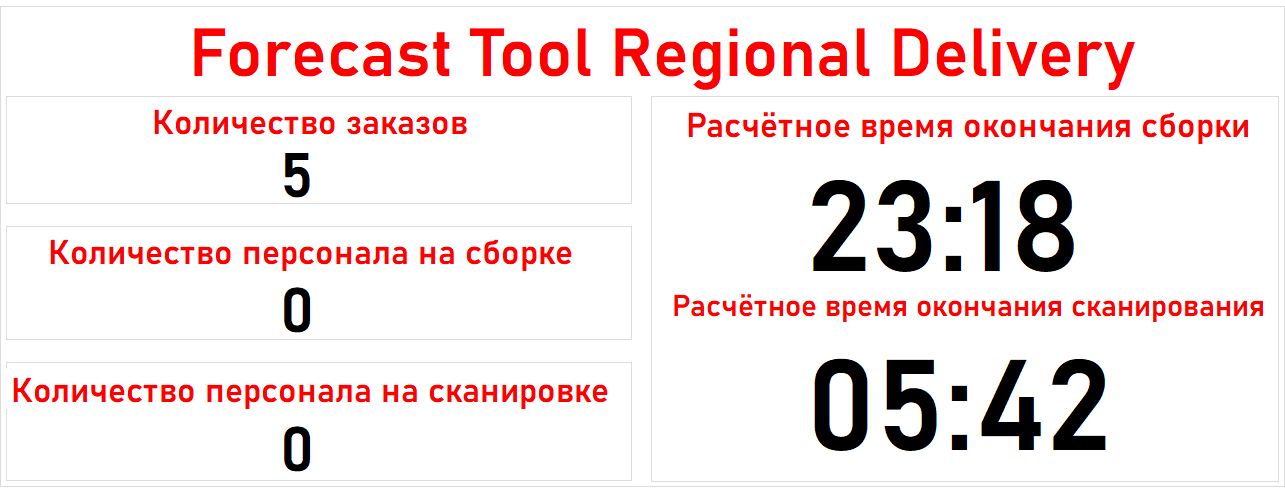 Forecast Tool Regional Delivery
Количество заказов
5
Количество персонала на сборке
0
Количество персонала на сканировке
0
Расчётное время окончания сборки
23:18
Расчётное время окончания сканирования
05:42